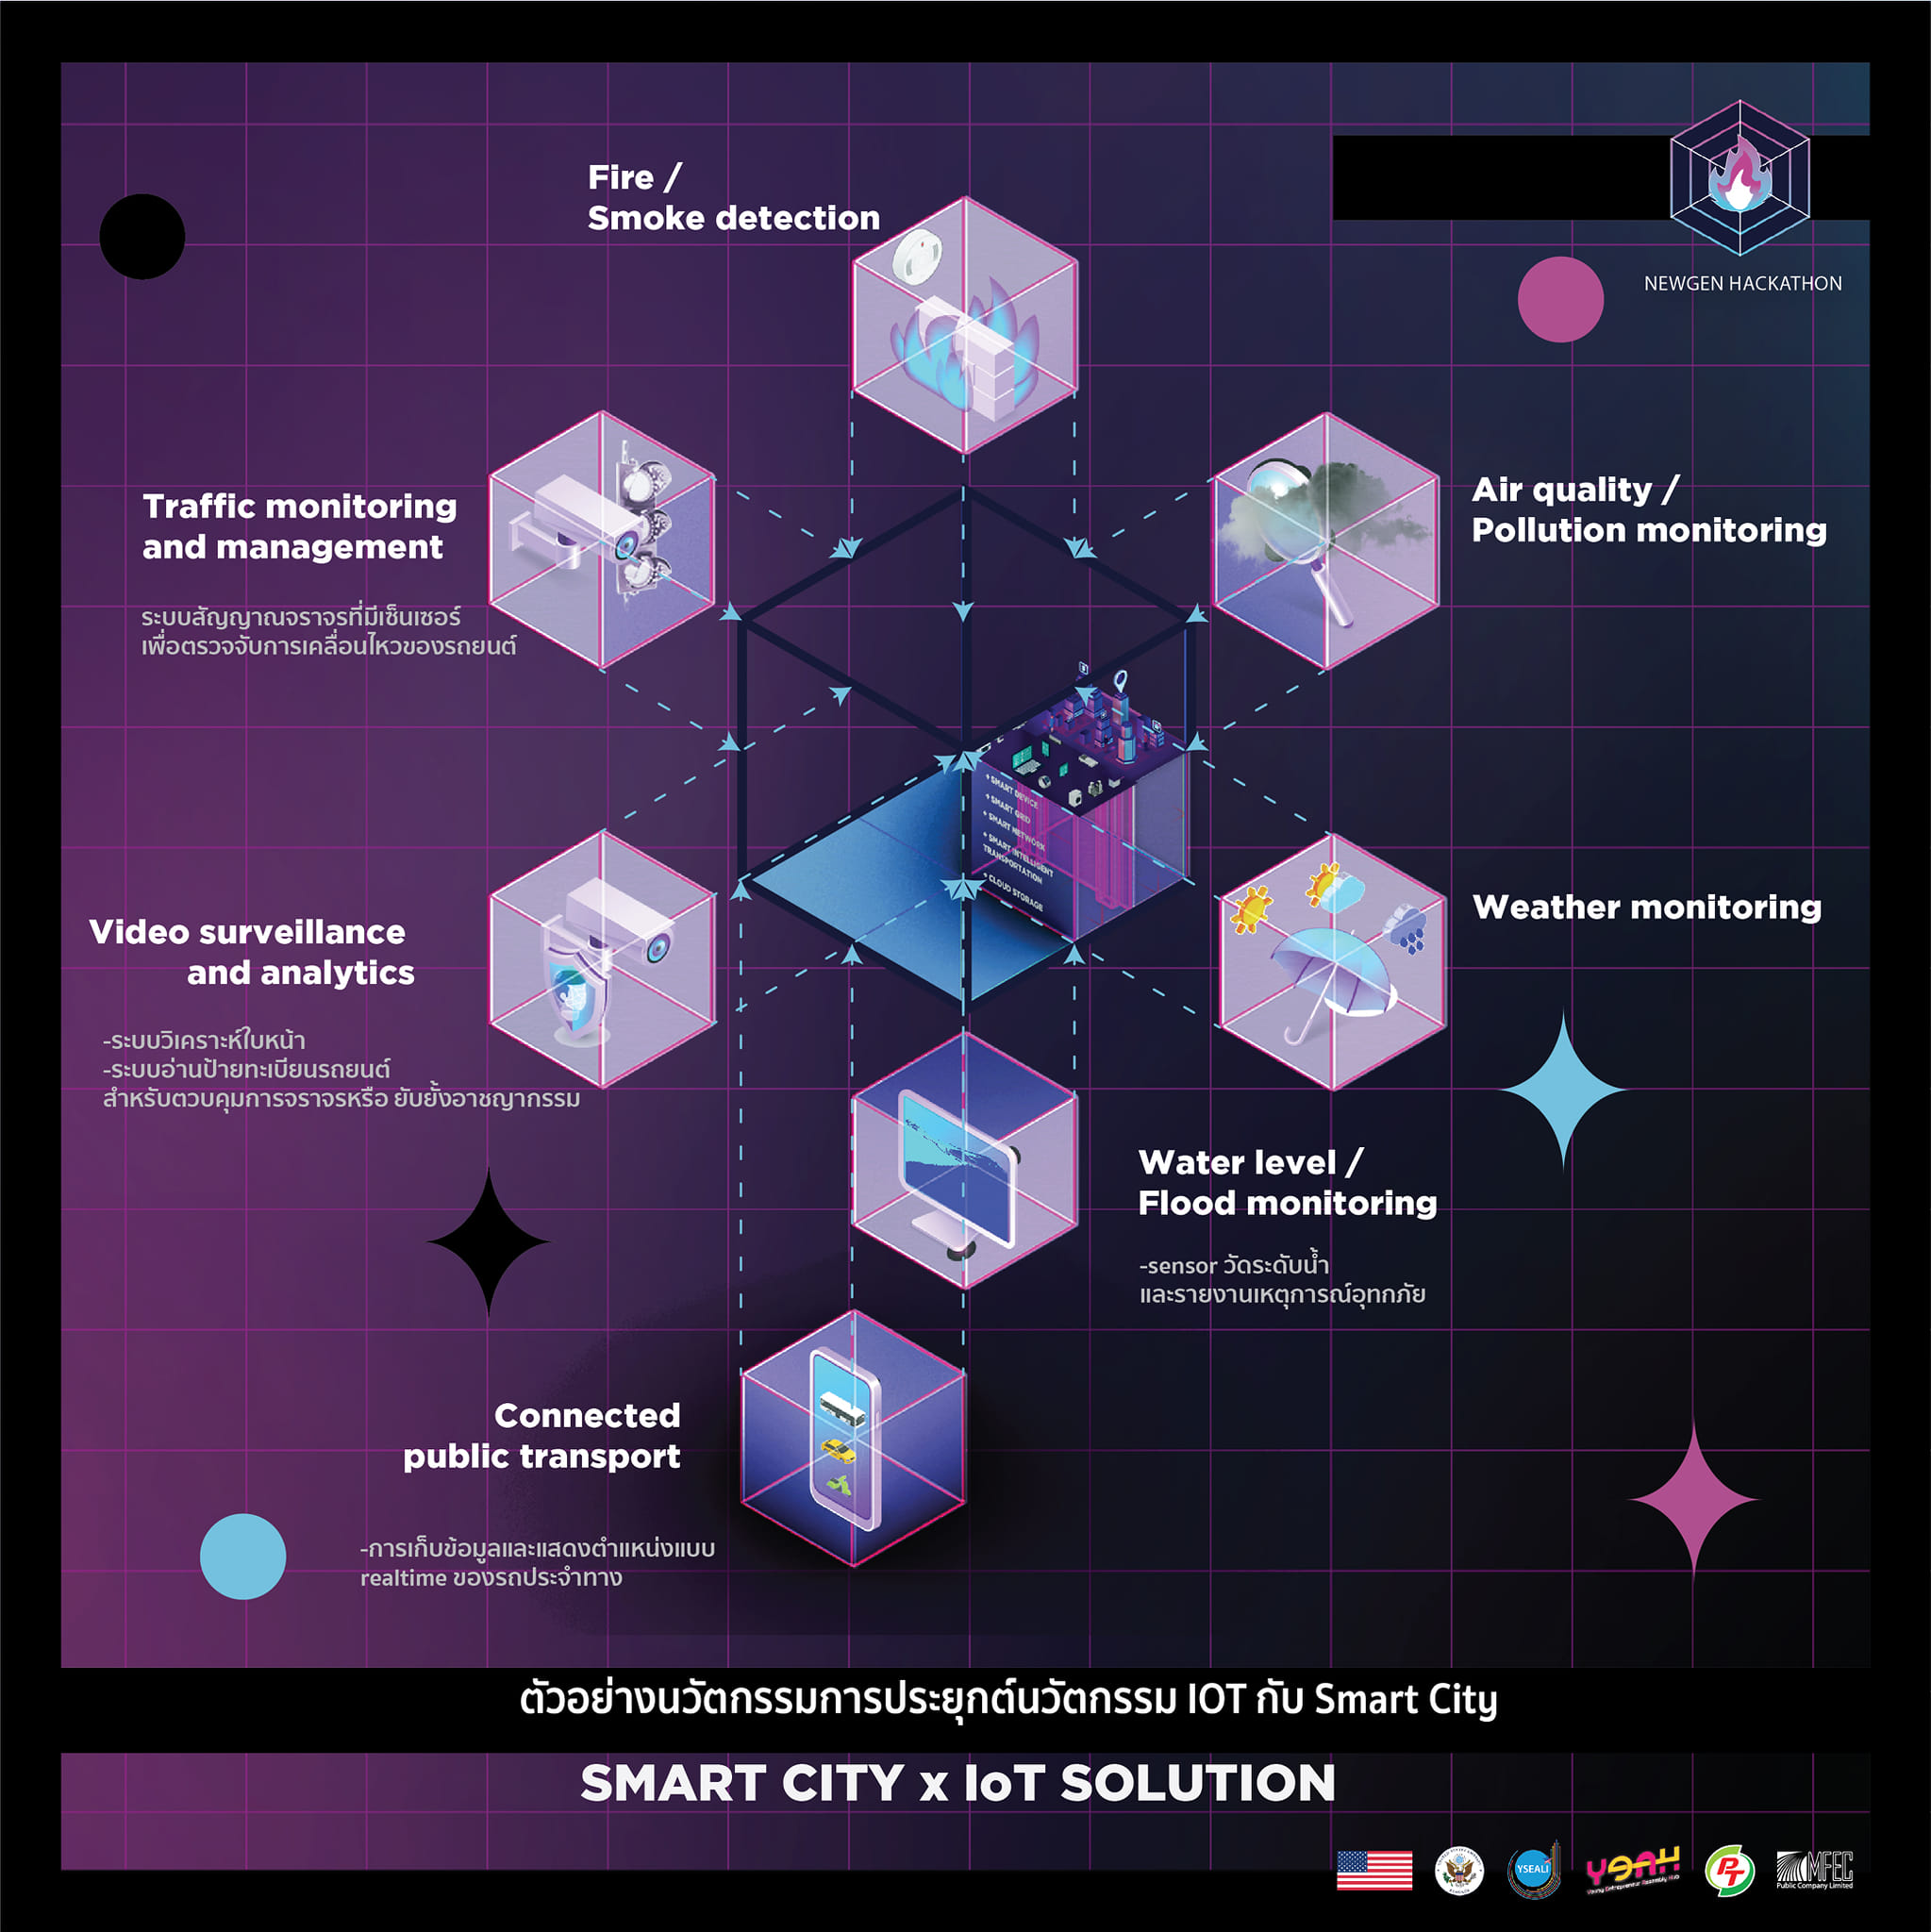 Fire /
Smoke detection
NEWGEN HACKATHON
Traffic monitoring
and management
ระบบสัญญาณจราจรที่มีเซ็นเซอร์
เพื่อตรวจจับการเคลื่อนไหวของรถยนต์
Air quality /
Pollution monitoring
+ SMART DEVICE
+ SMART GRID
+ SMART NETWORK
+ SMART INTELLIGENT
TRANSPORTATION
+ CLOUD STORAGE
Video surveillance
and analytics
-ระบบวิเคราะห์ใบหน้า
-ระบบอ่านป้ายทะเบียนรถยนต์
สำหรับตวบคุมการจราจรหรือ ยับยั้งอาชญากรรม
Weather monitoring
Water level /
Flood monitoring
-sensor วัดระดับน้ำ
และรายงานเหตุการณ์อุทกภัย
Connected
public transport
-การเก็บข้อมูลและแสดงตำแหน่งแบบ
realtime ของรถประจำทาง
ตัวอย่างนวัตกรรมการประยุกต์นวัตกรรม IOT กับ Smart City
SMART CITY x IoT SOLUTION
YSEALI
YEAH
Young Entrepreneur Assembly Hub
PT
MFEC
Public Company Limited